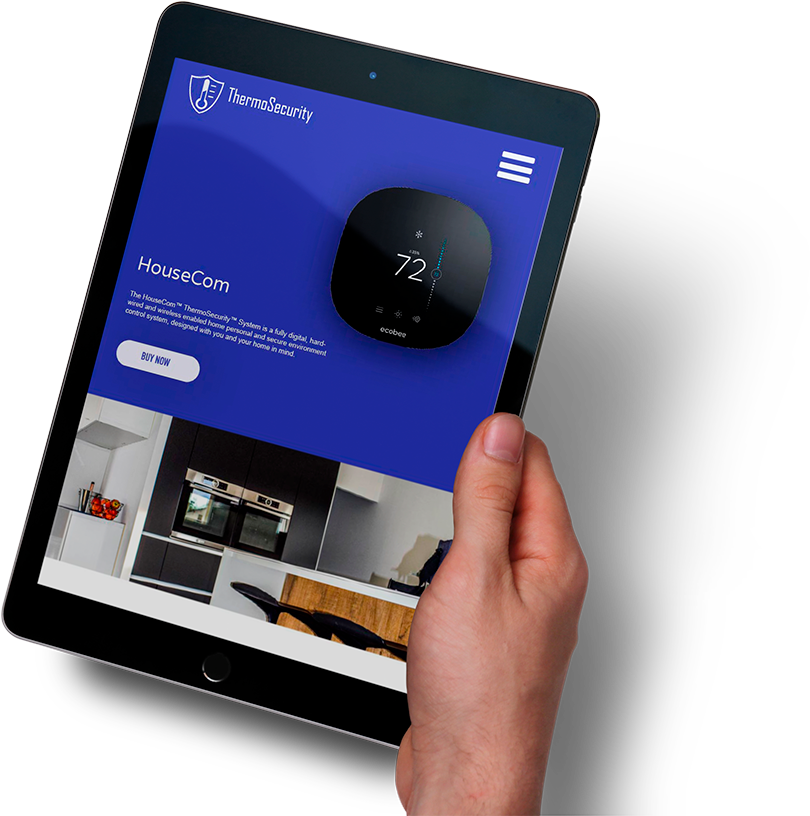 ThermoSecurity
72
ecobee
HouseCom
The HouseCom™ ThermoSecurity™ System is a fully digital, hard-
wired and wireless enabled home personal and secure environment
control system, designed with you and your home in mind.
BUY NOW